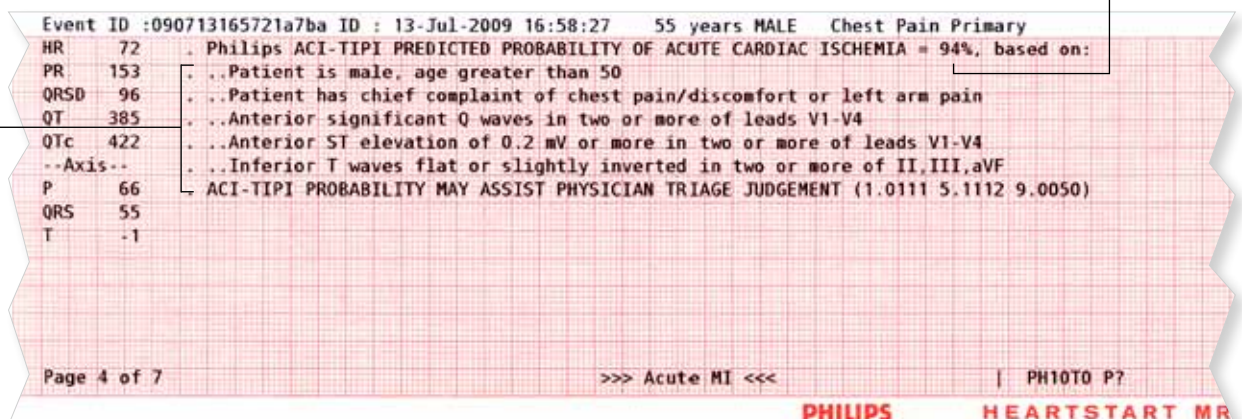 Event ID :090713165721a7ba ID : 13-Jul-2009 16:58:27 55 years MALE Chest Pain Primary
HR 72 . Philips ACI-TIPI PREDICTED PROBABILITY OF ACUTE CARDIAC ISCHEMIA = 94%, based on:
PR 153 . ..Patient is male, age greater than 50
QRSD 96 . ..Patient has chief complaint of chest pain/discomfort or left arm pain
QT 385 . ..Anterior significant Q waves in two or more of leads V1-V4
QTc 422 . ..Anterior ST elevation of 0.2 mV or more in two or more of leads V1-V4
--Axis-- . ..Inferior T waves flat or slightly inverted in two or more of II,III,aVF
P 66 . ACI-TIPI PROBABILITY MAY ASSIST PHYSICIAN TRIAGE JUDGEMENT (1.0111 5.1112 9.0050)
QRS 55
T -1
Page 4 of 7 >>> Acute MI <<< | PH10TO P?
PHILIPS HEARTSTART MR